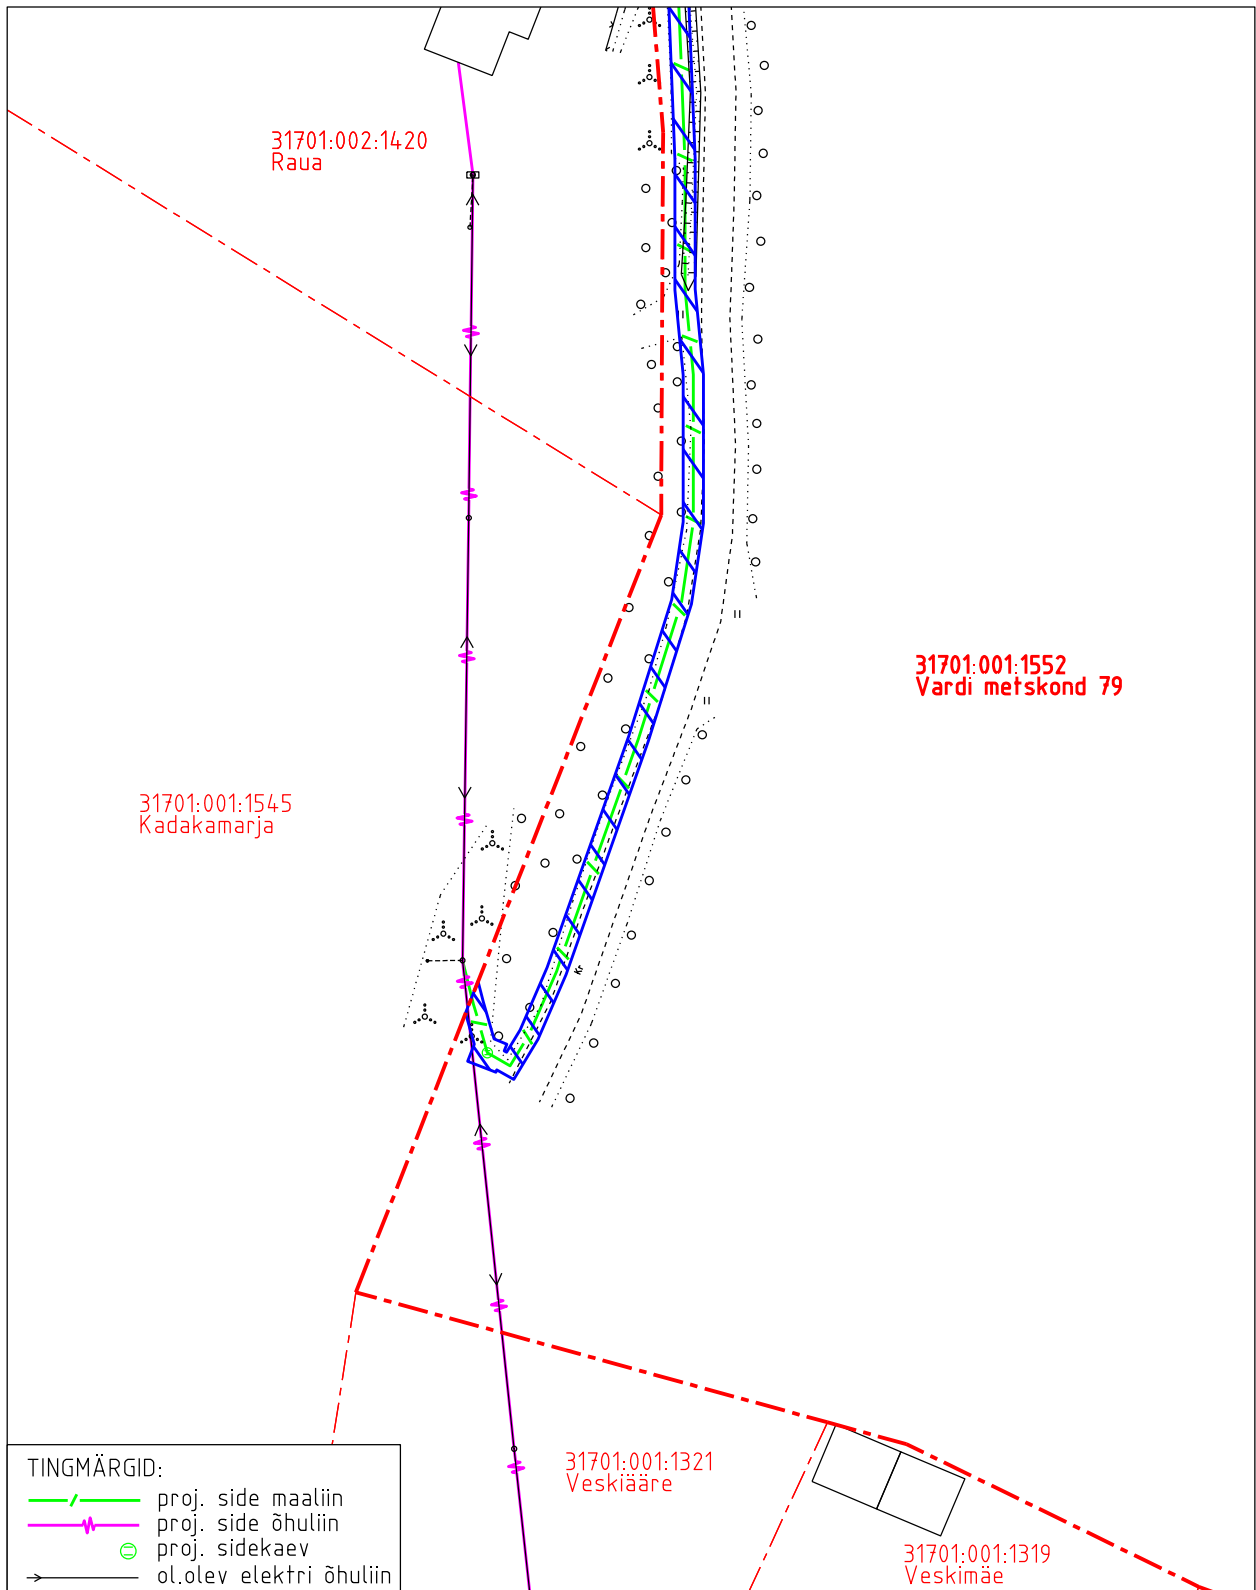 31701:002:1420
Raua
31701:001:1552
Vardi metskond 79
31701:001:1545
Kadakamarja
Kr
31701:001:1321
Veskiääre
31701:001:1319
Veskimäe
TINGMÄRGID:
proj. side maaliin
proj. side õhuliin
proj. sidekaev
ol.olev elektri õhuliin